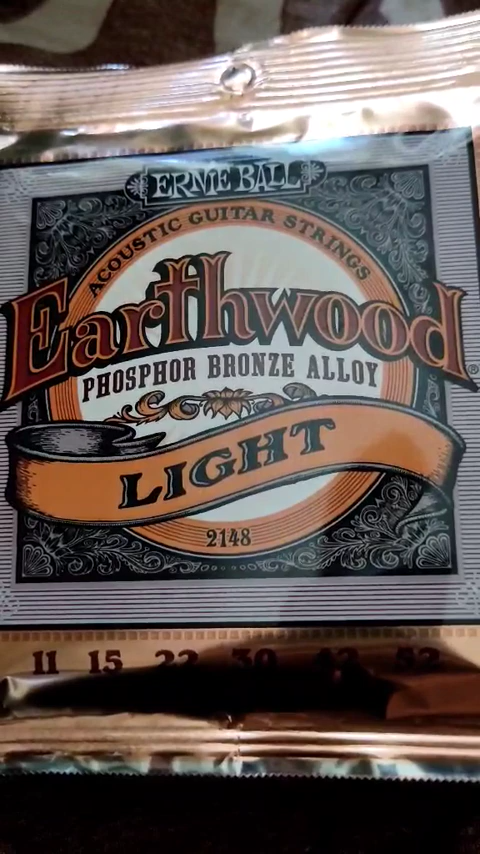 ERNIE BALL
ACOUSTIC GUITAR STRINGS
Earthwood®
PHOSPHOR BRONZE ALLOY
LIGHT
2148
11 15 22 30 42 52